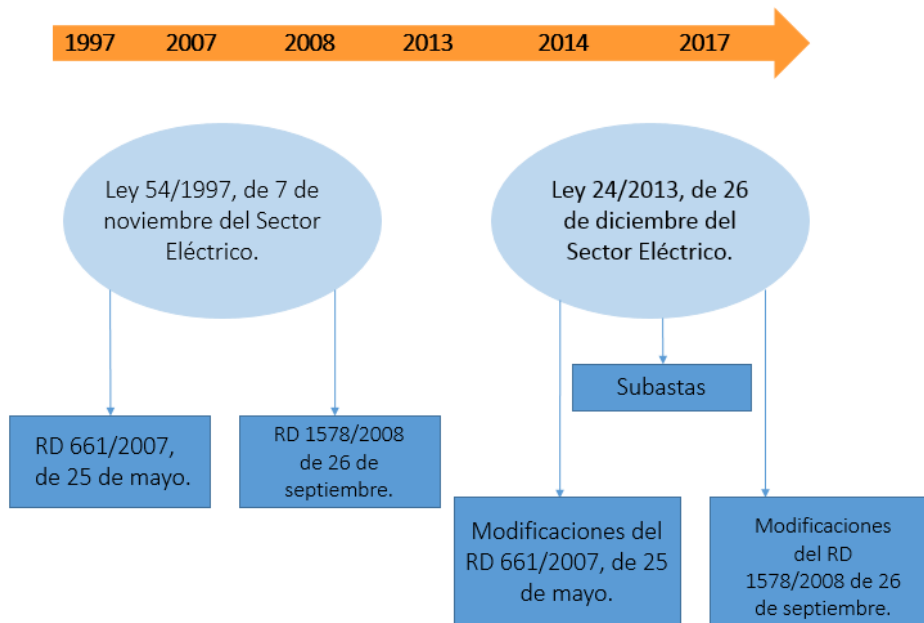 1997 2007 2008 2013 2014 2017
Ley 54/1997, de 7 de
noviembre del Sector
Eléctrico.
Ley 24/2013, de 26
de diciembre del
Sector Eléctrico.
Subastas
RD 661/2007,
de 25 de mayo.
RD 1578/2008
de 26 de
septiembre.
Modificaciones del
RD 661/2007, de 25
de mayo.
Modificaciones
del RD
1578/2008 de 26
de septiembre.